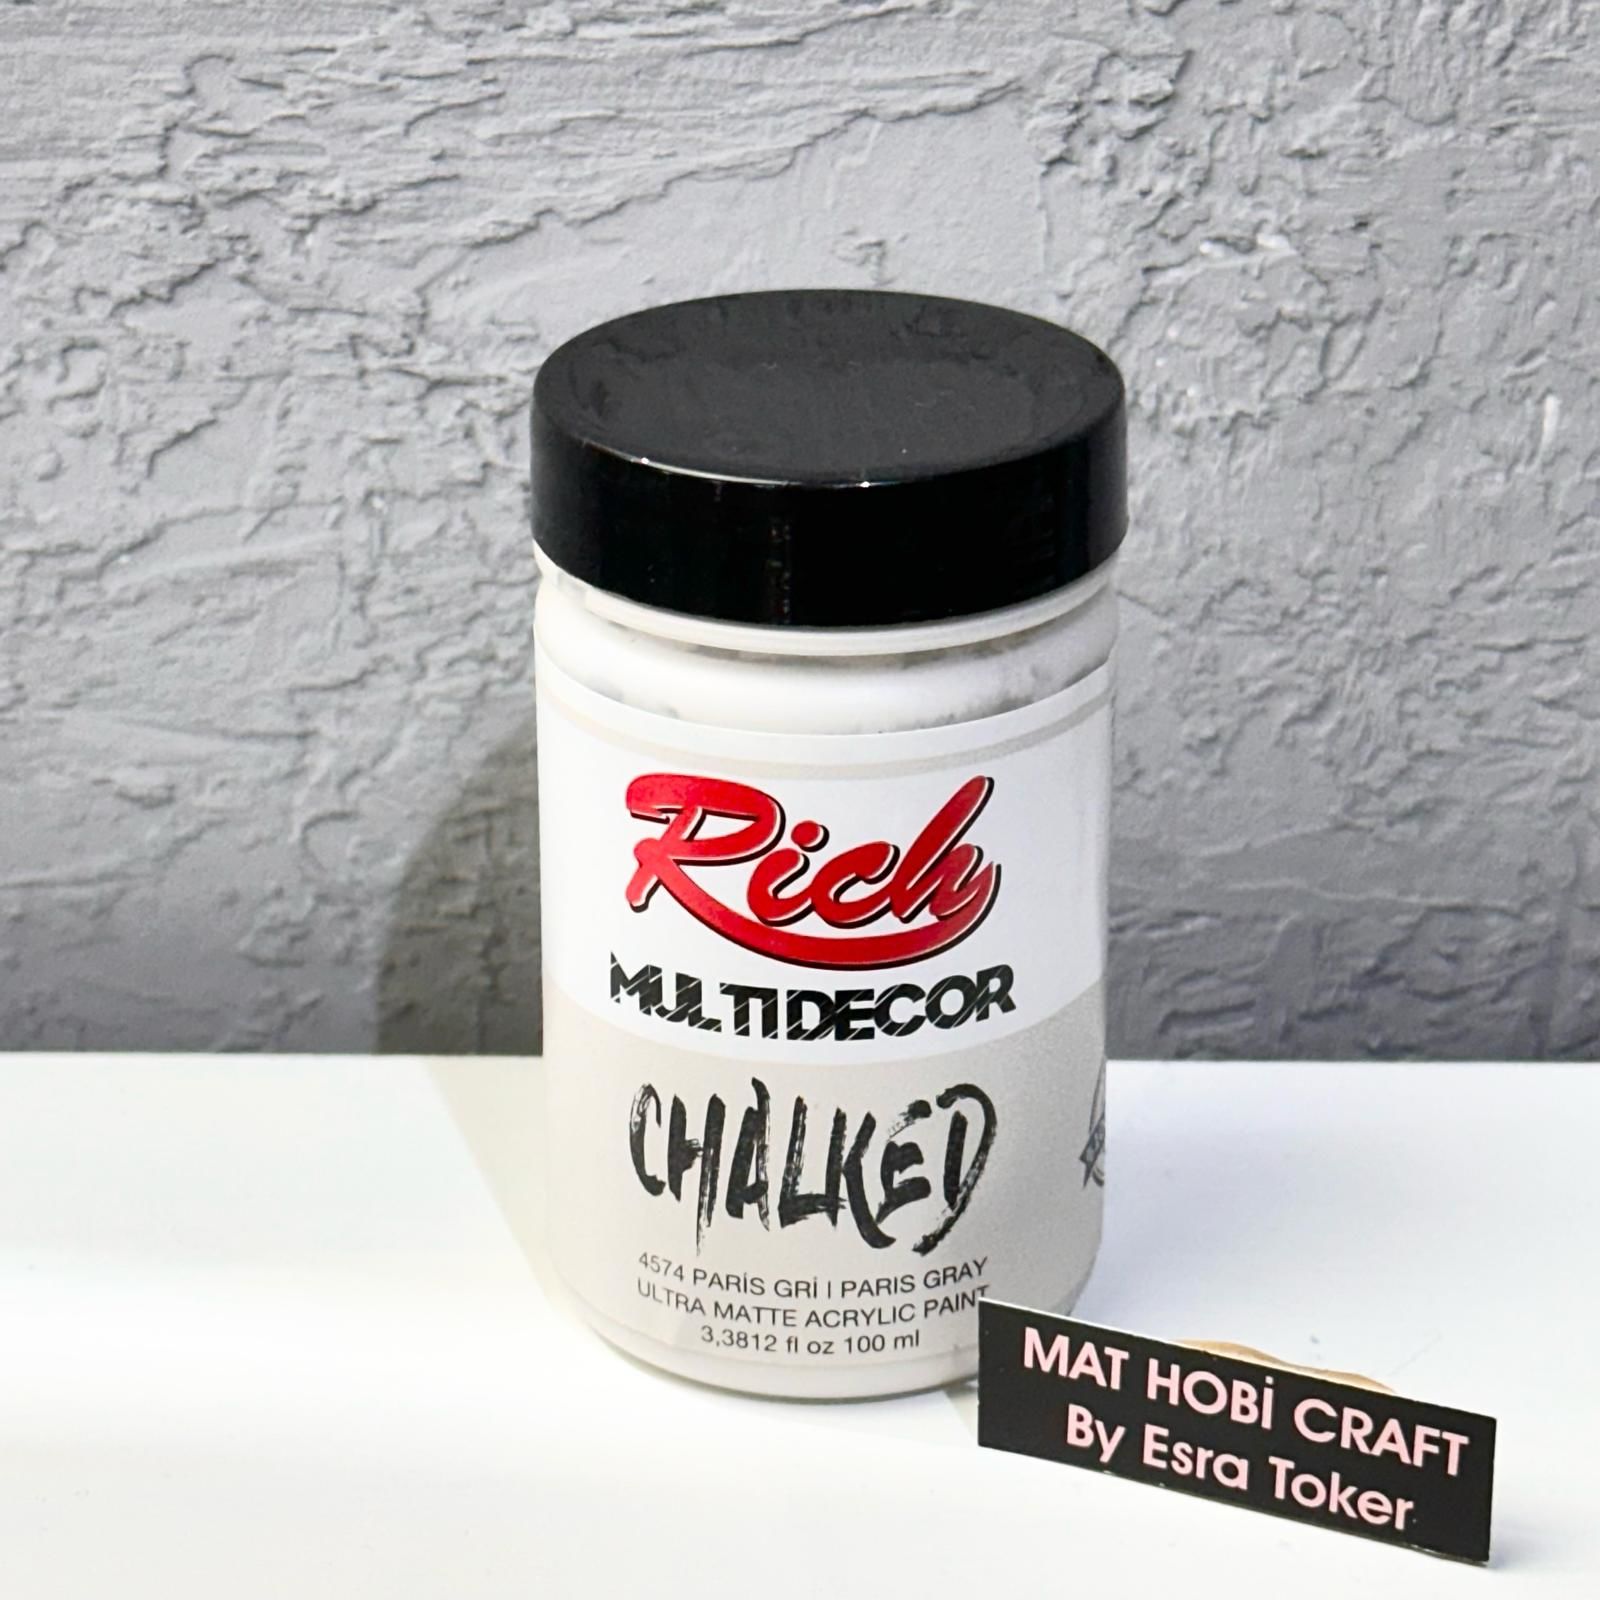 Rich
MULTIDECOR
CHALKED
4574 PARİS GRİ | PARIS GRAY
ULTRA MATTE ACRYLIC PAINT
3,3812 fl oz 100 ml
MAT HOBİ CRAFT
By Esra Toker